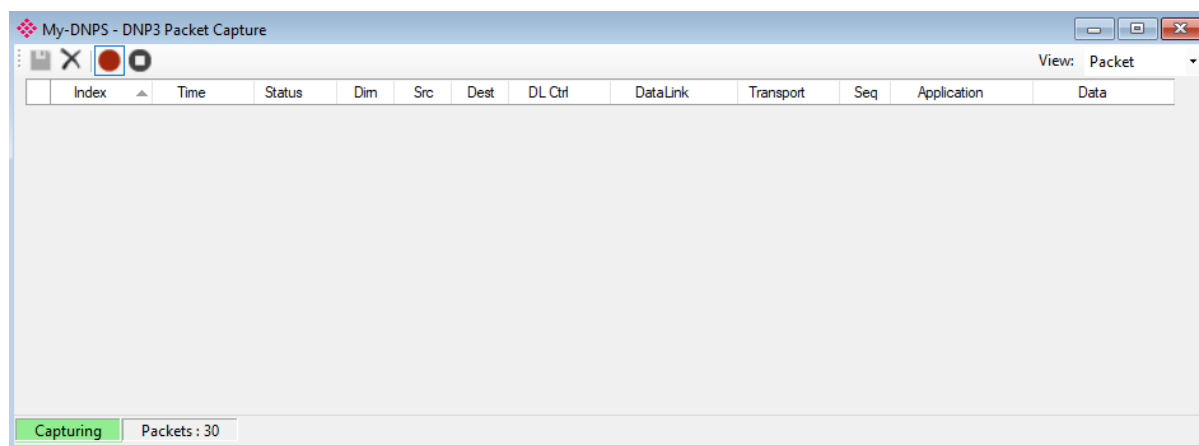 My-DNPS - DNP3 Packet Capture
View: Packet
Index Time Status Dirn Src Dest DL Ctrl DataLink Transport Seq Application Data
Capturing Packets : 30